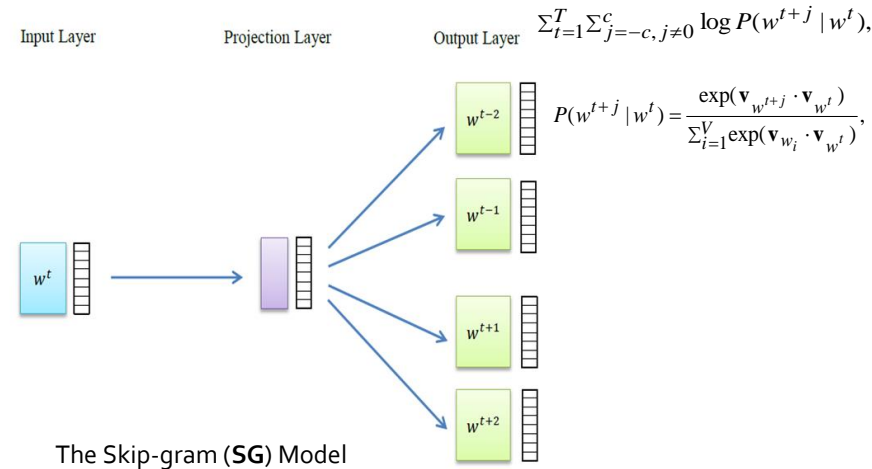 Input Layer
Projection Layer
Output Layer
∑_{t=1}^{T} ∑_{j=−c, j≠0}^{c} log P(w^{t+j} | w^t),
P(w^{t+j} | w^t) = exp(v_{w^{t+j}} · v_{w^t}) / ∑_{i=1}^{V} exp(v_{w_i} · v_{w^t}),
w^{t−2}
w^{t−1}
w^t
w^{t+1}
w^{t+2}
The Skip-gram (SG) Model